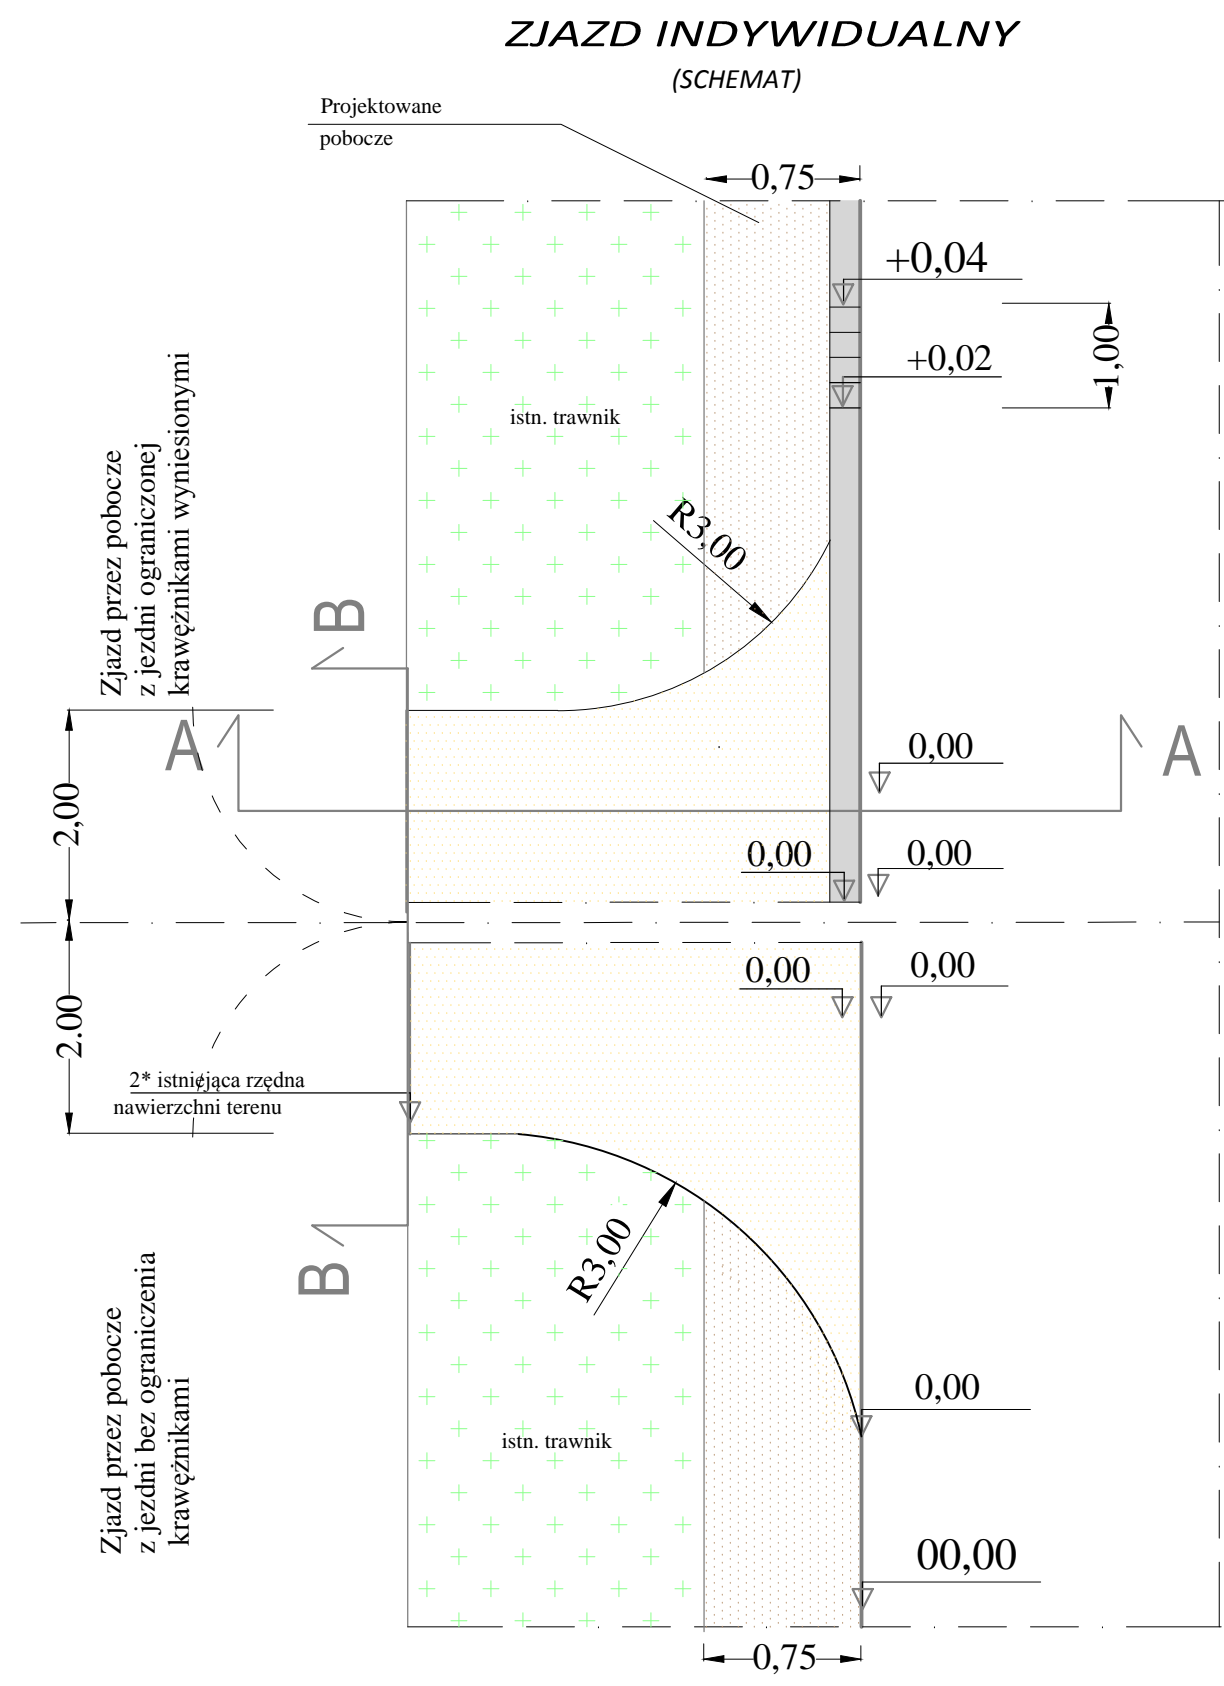 ZJAZD INDYWIDUALNY
(SCHEMAT)
Projektowane
pobocze
0,75
+0,04
1,00
+0,02
istn. trawnik
Zjazd przez pobocze
z jezdni ograniczonej
krawężnikami wyniesionymi
R3,00
B
A
A
0,00
2,00
0,00
0,00
0,00
0,00
2.00
2* istniejąca rzędna
nawierzchni terenu
R3,00
B
Zjazd przez pobocze
z jezdni bez ograniczenia
krawężnikami
0,00
istn. trawnik
00,00
0,75